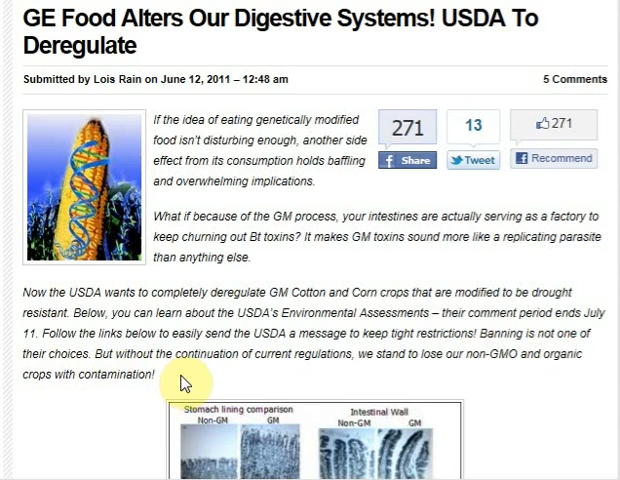 GE Food Alters Our Digestive Systems! USDA To
Deregulate
Submitted by Lois Rain on June 12, 2011 – 12:48 am
5 Comments
If the idea of eating genetically modified
food isn't disturbing enough, another side
effect from its consumption holds baffling
and overwhelming implications.
271
Share
13
Tweet
271
Recommend
What if because of the GM process, your intestines are actually serving as a factory to
keep churning out Bt toxins? It makes GM toxins sound more like a replicating parasite
than anything else.
Now the USDA wants to completely deregulate GM Cotton and Corn crops that are modified to be drought
resistant. Below, you can learn about the USDA's Environmental Assessments – their comment period ends July
11. Follow the links below to easily send the USDA a message to keep tight restrictions! Banning is not one of
their choices. But without the continuation of current regulations, we stand to lose our non-GMO and organic
crops with contamination!
Stomach lining comparison
Non-GM GM
Intestinal Wall
Non-GM GM